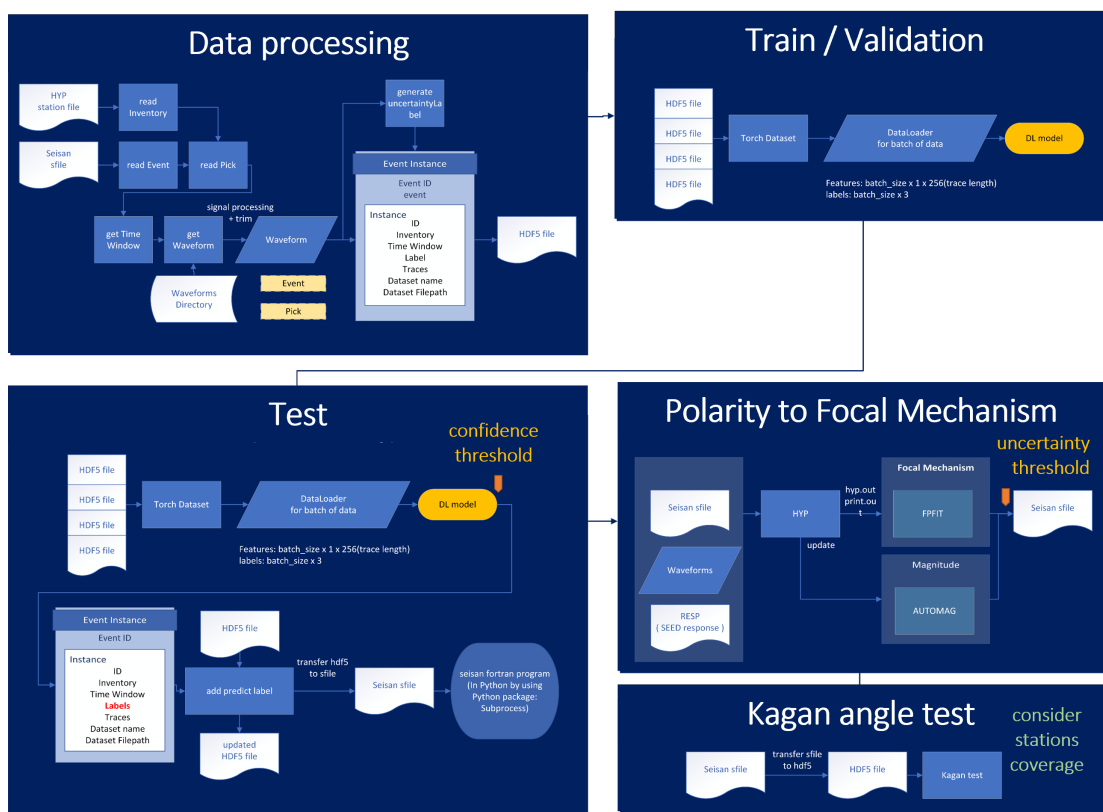 Data processing
HYP
station file
read
Inventory
generate
uncertaintyLa
bel
Seisan
sfile
read Event
read Pick
Event Instance
Event ID
event
signal processing
+ trim
get Time
Window
get
Waveform
Waveform
Instance
ID
Inventory
Time Window
Label
Traces
Dataset name
Dataset Filepath
HDF5 file
Waveforms
Directory
Event
Pick
Train / Validation
HDF5 file
HDF5 file
HDF5 file
HDF5 file
Torch Dataset
DataLoader
for batch of data
DL model
Features: batch_size x 1 x 256(trace length)
labels: batch_size x 3
Test
confidence
threshold
HDF5 file
HDF5 file
HDF5 file
HDF5 file
Torch Dataset
DataLoader
for batch of data
DL model
Features: batch_size x 1 x 256(trace length)
labels: batch_size x 3
Event Instance
Event ID
Instance
ID
Inventory
Time Window
Labels
Traces
Dataset name
Dataset Filepath
HDF5 file
add predict label
updated
HDF5 file
transfer hdf5
to sfile
Seisan sfile
seisan fortran program
(In Python by using
Python package:
Subprocess)
Polarity to Focal Mechanism
uncertainty
threshold
Seisan sfile
Waveforms
RESP
( SEED response )
HYP
hyp.out
print.ou
t
update
Focal Mechanism
FPFIT
Magnitude
AUTOMAG
Seisan sfile
Kagan angle test
consider
stations
coverage
Seisan sfile
transfer sfile
to hdf5
HDF5 file
Kagan test